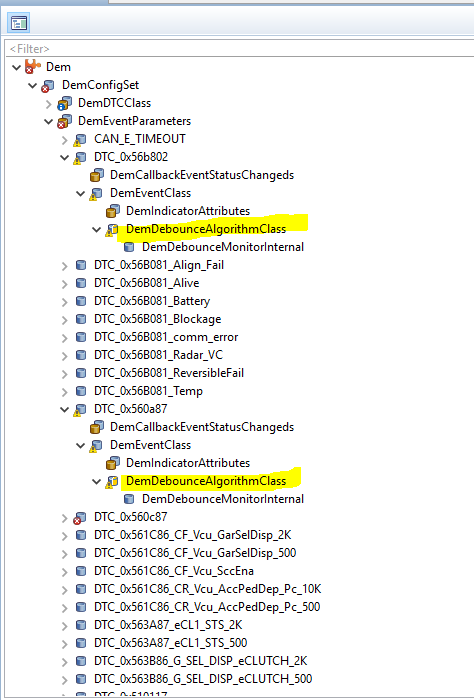 <Filter>
Dem
DemConfigSet
DemDTCClass
DemEventParameters
CAN_E_TIMEOUT
DTC_0x56b802
DemCallbackEventStatusChangeds
DemEventClass
DemIndicatorAttributes
DemDebounceAlgorithmClass
DemDebounceMonitorInternal
DTC_0x56B081_Align_Fail
DTC_0x56B081_Alive
DTC_0x56B081_Battery
DTC_0x56B081_Blockage
DTC_0x56B081_comm_error
DTC_0x56B081_Radar_VC
DTC_0x56B081_ReversibleFail
DTC_0x56B081_Temp
DTC_0x560a87
DemCallbackEventStatusChangeds
DemEventClass
DemIndicatorAttributes
DemDebounceAlgorithmClass
DemDebounceMonitorInternal
DTC_0x560c87
DTC_0x561C86_CF_Vcu_GarSelDisp_2K
DTC_0x561C86_CF_Vcu_GarSelDisp_500
DTC_0x561C86_CF_Vcu_SccEna
DTC_0x561C86_CR_Vcu_AccPedDep_Pc_10K
DTC_0x561C86_CR_Vcu_AccPedDep_Pc_500
DTC_0x563A87_eCL1_STS_2K
DTC_0x563A87_eCL1_STS_500
DTC_0x563B86_G_SEL_DISP_eCLUTCH_2K
DTC_0x563B86_G_SEL_DISP_eCLUTCH_500